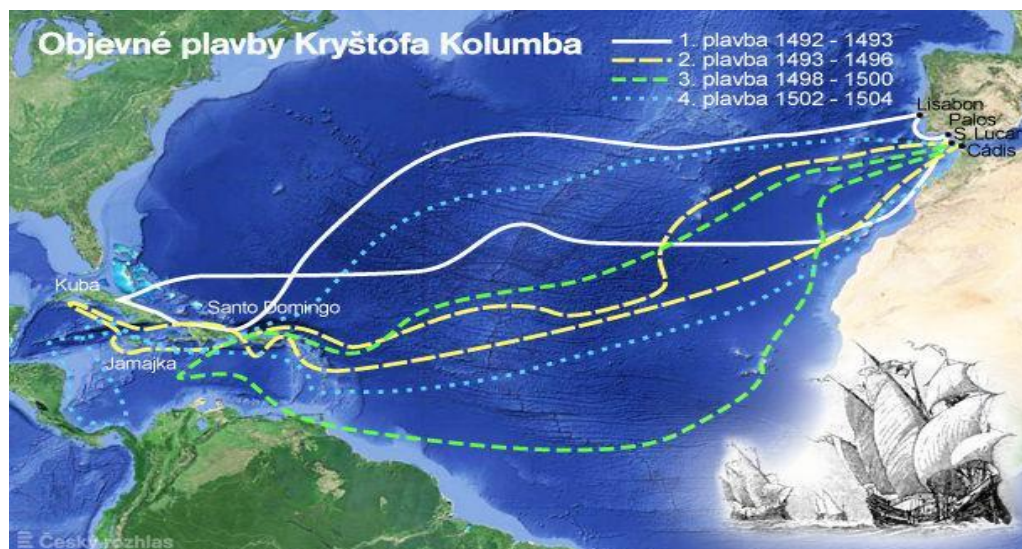 Objevné plavby Kryštofa Kolumba
1. plavba 1492 - 1493
2. plavba 1493 - 1496
3. plavba 1498 - 1500
4. plavba 1502 - 1504
Lisabon
Palos
S. Lucar
Cádis
Kuba
Santo Domingo
Jamajka
Český rozhlas